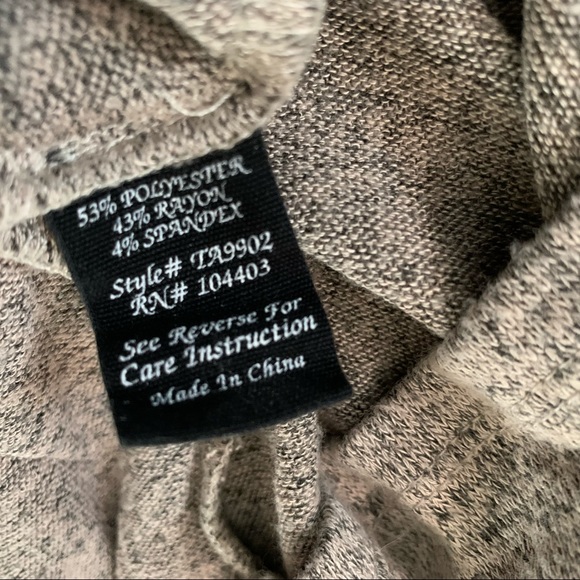 53% POLYESTER
43% RAYON
4% SPANDEX
Style# TA9902
RN# 104403
See Reverse For
Care Instruction
Made In China